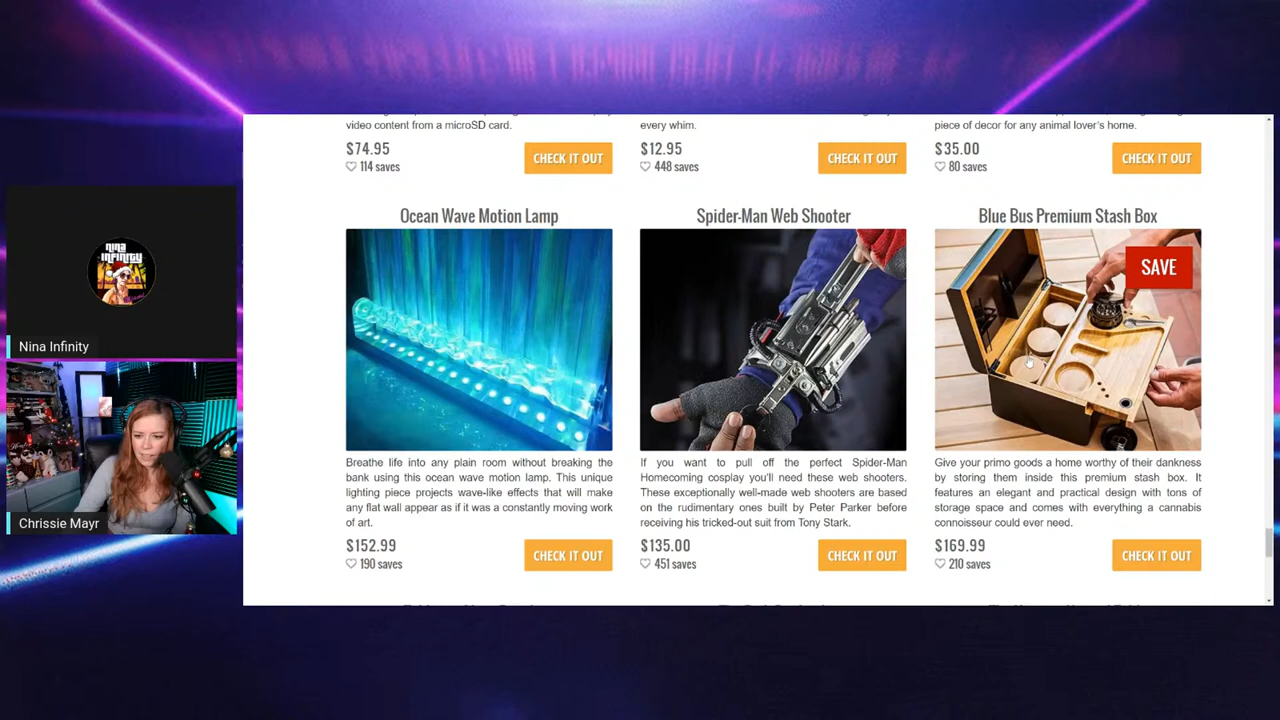 video content from a microSD card.
$74.95
114 saves
CHECK IT OUT
every whim.
$12.95
448 saves
CHECK IT OUT
piece of decor for any animal lover's home.
$35.00
80 saves
CHECK IT OUT
Ocean Wave Motion Lamp
Breathe life into any plain room without breaking the
bank using this ocean wave motion lamp. This unique
lighting piece projects wave-like effects that will make
any flat wall appear as if it was a constantly moving work
of art.
$152.99
190 saves
CHECK IT OUT
Spider-Man Web Shooter
If you want to pull off the perfect Spider-Man
Homecoming cosplay you'll need these web shooters.
These exceptionally well-made web shooters are based
on the rudimentary ones built by Peter Parker before
receiving his tricked-out suit from Tony Stark.
$135.00
451 saves
CHECK IT OUT
Blue Bus Premium Stash Box
SAVE
Give your primo goods a home worthy of their dankness
by storing them inside this premium stash box. It
features an elegant and practical design with tons of
storage space and comes with everything a cannabis
connoisseur could ever need.
$169.99
210 saves
CHECK IT OUT
nina
infinity
Nina Infinity
Chrissie Mayr